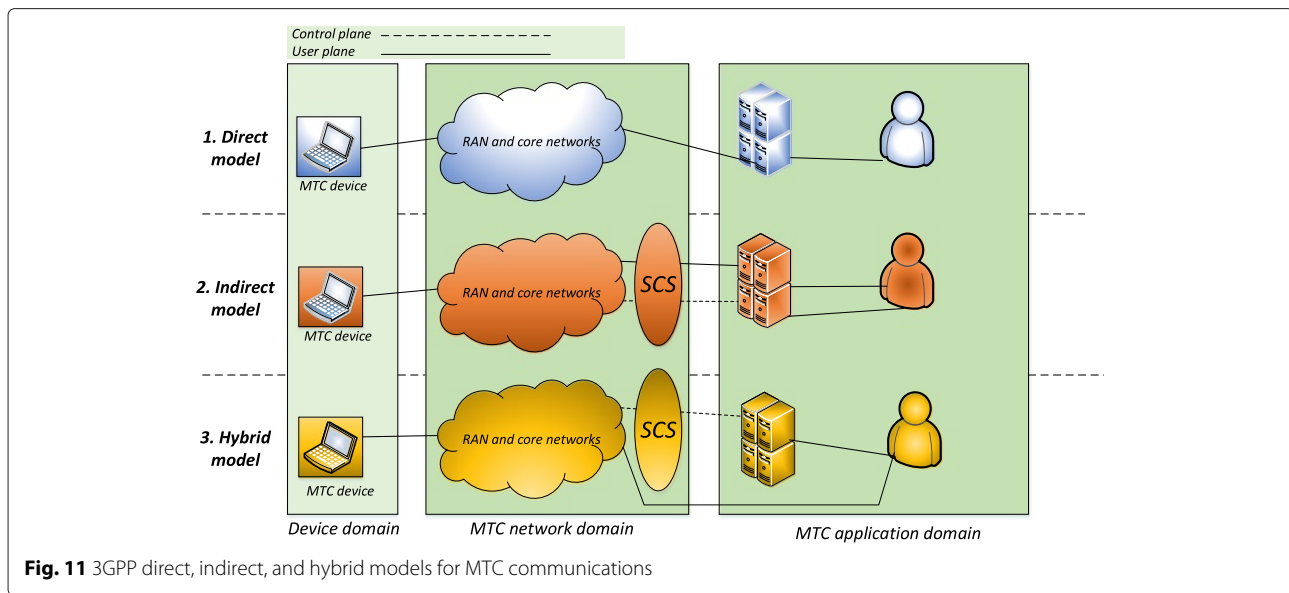 Control plane
User plane
1. Direct
model
MTC device
RAN and core networks
2. Indirect
model
MTC device
RAN and core networks
SCS
3. Hybrid
model
MTC device
RAN and core networks
SCS
Device domain
MTC network domain
MTC application domain
Fig. 11 3GPP direct, indirect, and hybrid models for MTC communications